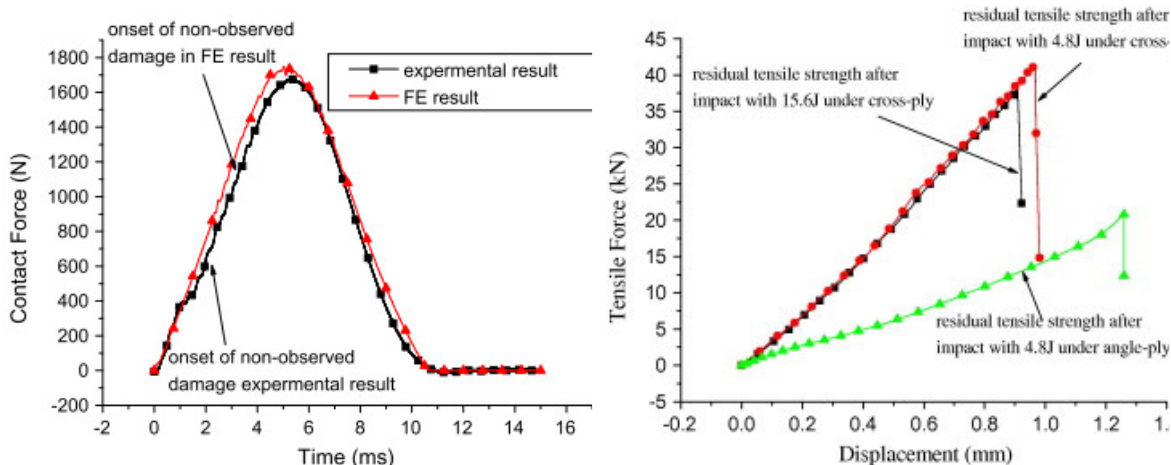 onset of non-observed
damage in FE result
1800
1600
1400
1200
1000
800
600
400
200
0
-200
Contact Force (N)
expermental result
FE result
onset of non-observed
damage expermental result
-2 0 2 4 6 8 10 12 14 16
Time (ms)
residual tensile strength after
impact with 4.8J under cross-
residual tensile strength after
impact with 15.6J under cross-ply
45
40
35
30
25
20
15
10
5
0
-5
Tensile Force (kN)
residual tensile strength after
impact with 4.8J under angle-ply
-0.2 0.0 0.2 0.4 0.6 0.8 1.0 1.2 1.
Displacement (mm)